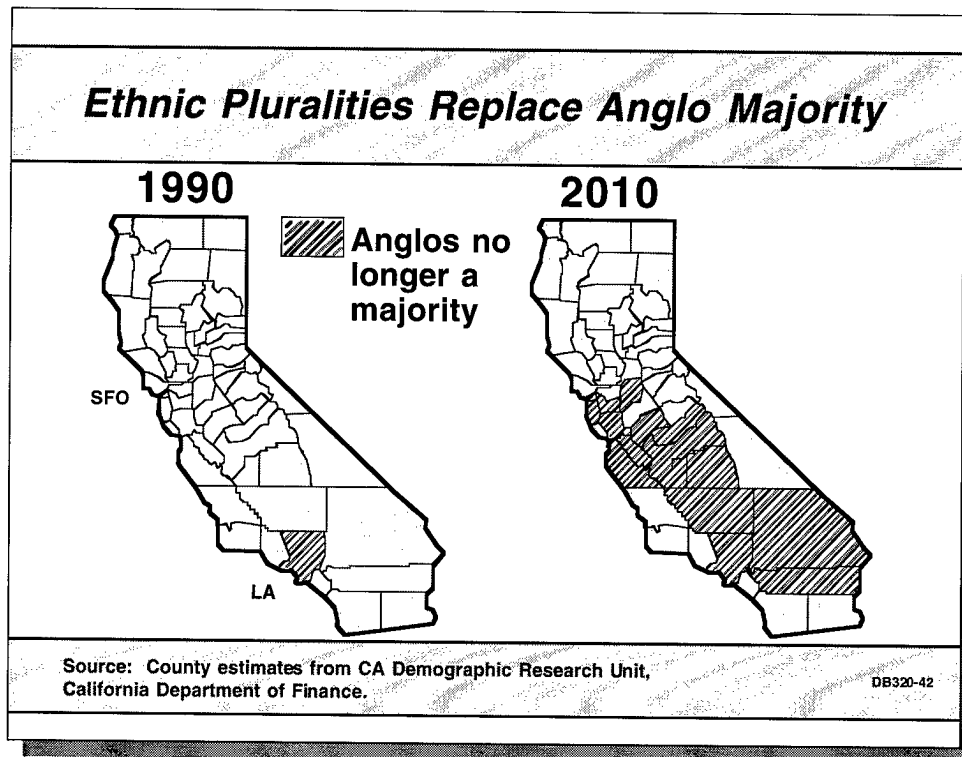 Ethnic Pluralities Replace Anglo Majority
1990
2010
Anglos no
longer a
majority
SFO
LA
Source: County estimates from CA Demographic Research Unit,
California Department of Finance.
DB320-42